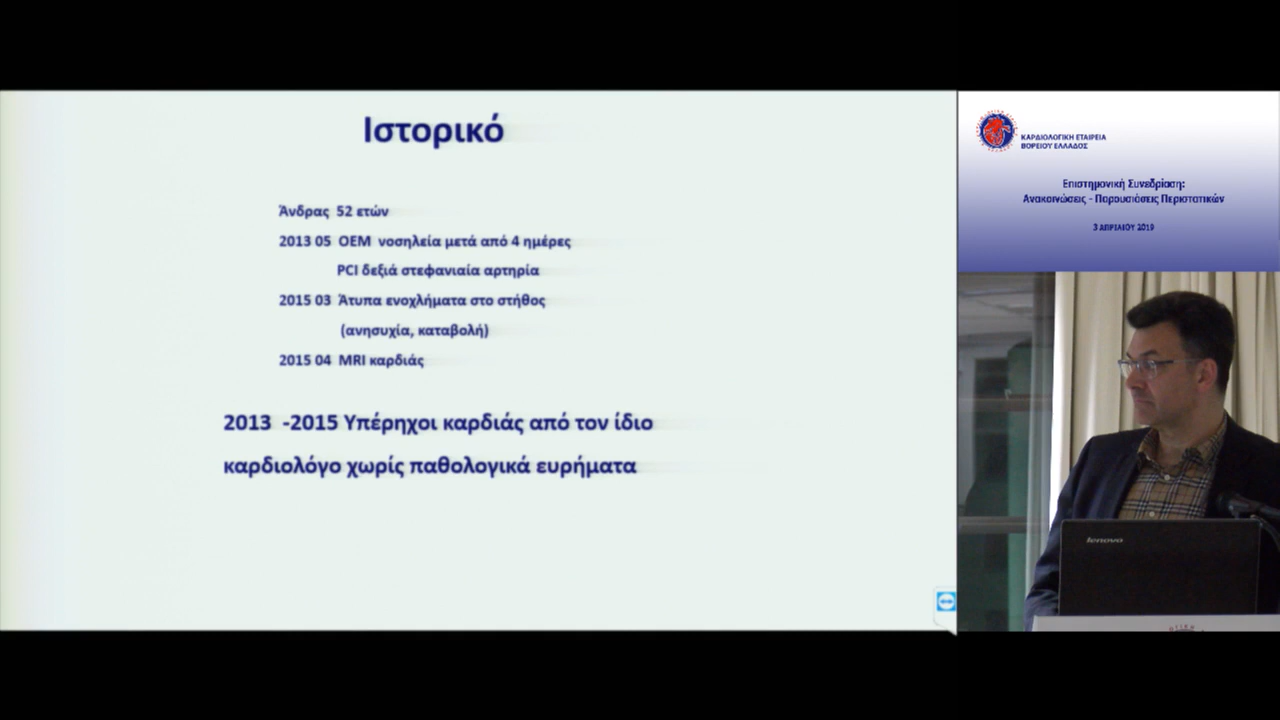 Ιστορικό
Άνδρας 52 ετών
2013 05 ΟΕΜ νοσηλεία μετά από 4 ημέρες
PCI δεξιά στεφανιαία αρτηρία
2015 03 Άτυπα ενοχλήματα στο στήθος
(ανησυχία, καταβολή)
2015 04 MRI καρδιάς
2013 -2015 Υπέρηχοι καρδιάς από τον ίδιο
καρδιολόγο χωρίς παθολογικά ευρήματα
ΚΑΡΔΙΟΛΟΓΙΚΗ ΕΤΑΙΡΕΙΑ
ΒΟΡΕΙΟΥ ΕΛΛΑΔΟΣ
Επιστημονική Συνεδρίαση:
Ανακοινώσεις - Παρουσιάσεις Περιστατικών
3 ΑΠΡΙΛΙΟΥ 2019
lenovo